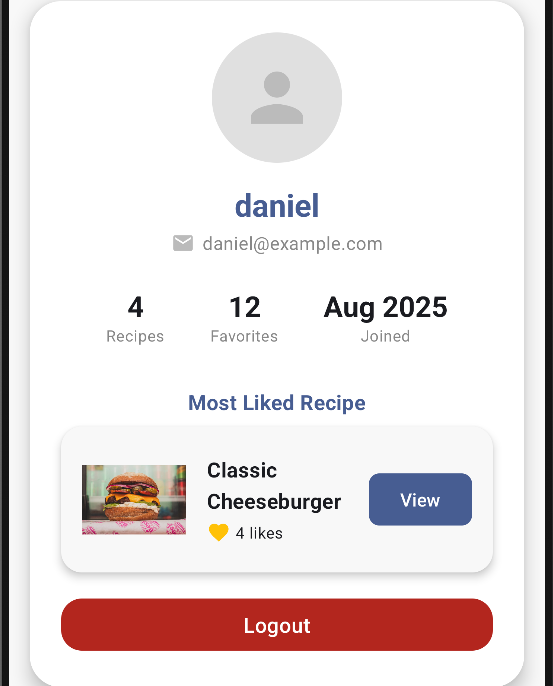 daniel
daniel@example.com
4 12 Aug 2025
Recipes Favorites Joined
Most Liked Recipe
Classic
Cheeseburger
4 likes
View
Logout